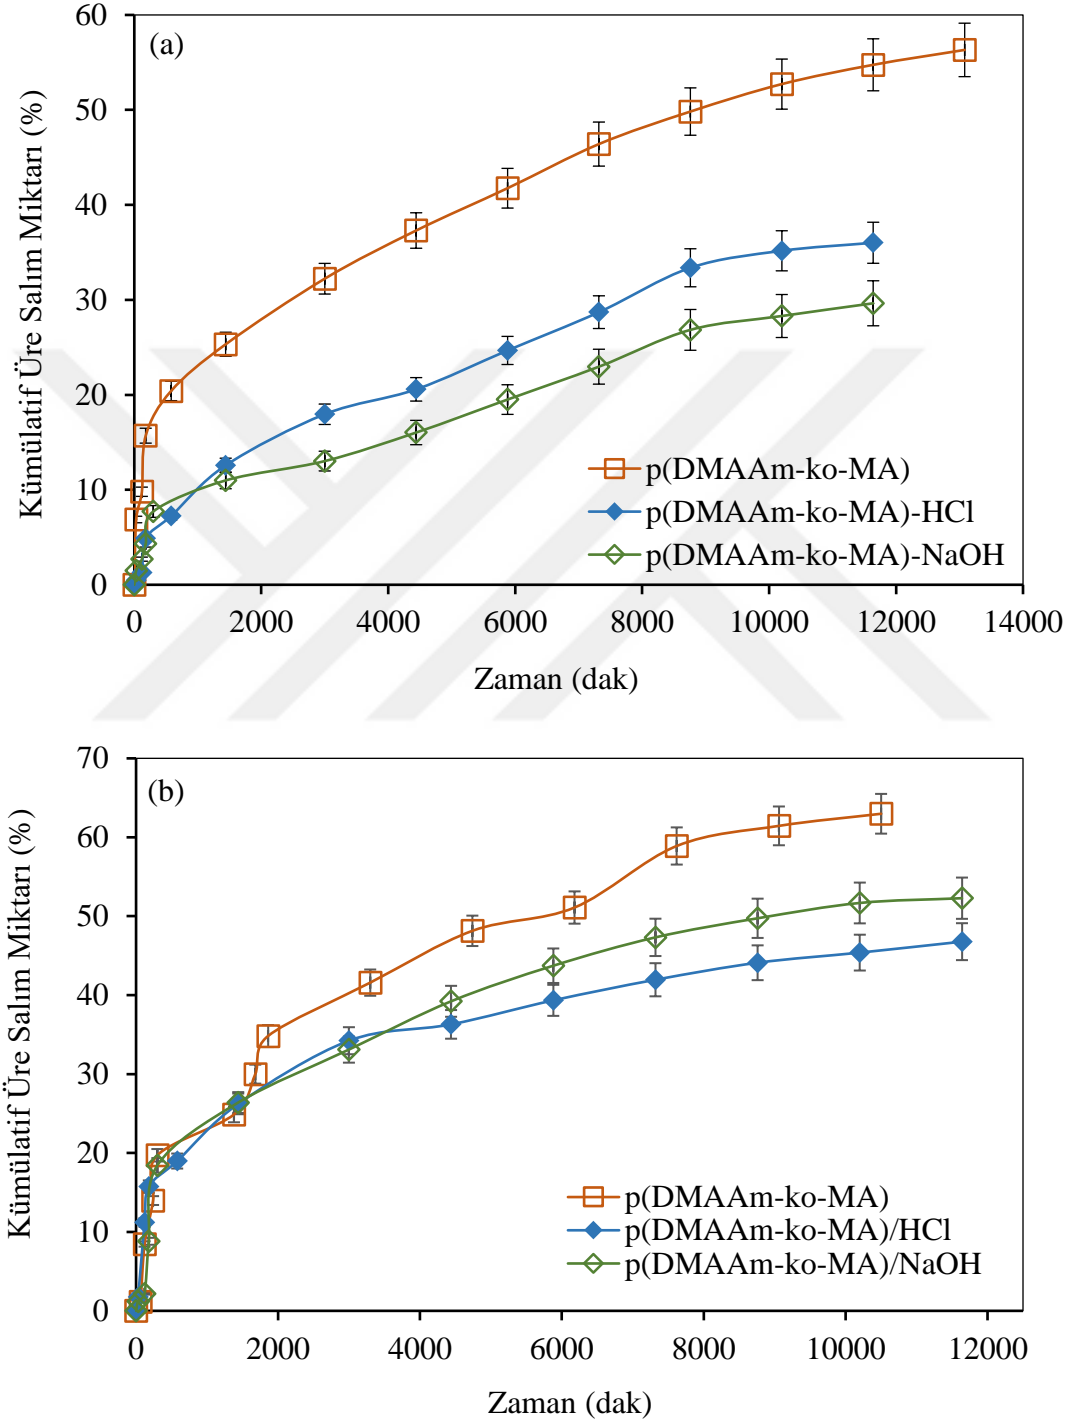 60
(a)
50
40
30
20
10
0
Kümülatif Üre Salım Miktarı (%)
p(DMAAm-ko-MA)
p(DMAAm-ko-MA)-HCl
p(DMAAm-ko-MA)-NaOH
0 2000 4000 6000 8000 10000 12000 14000
Zaman (dak)
70
(b)
60
50
40
30
20
10
0
Kümülatif Üre Salım Miktarı (%)
p(DMAAm-ko-MA)
p(DMAAm-ko-MA)/HCl
p(DMAAm-ko-MA)/NaOH
0 2000 4000 6000 8000 10000 12000
Zaman (dak)